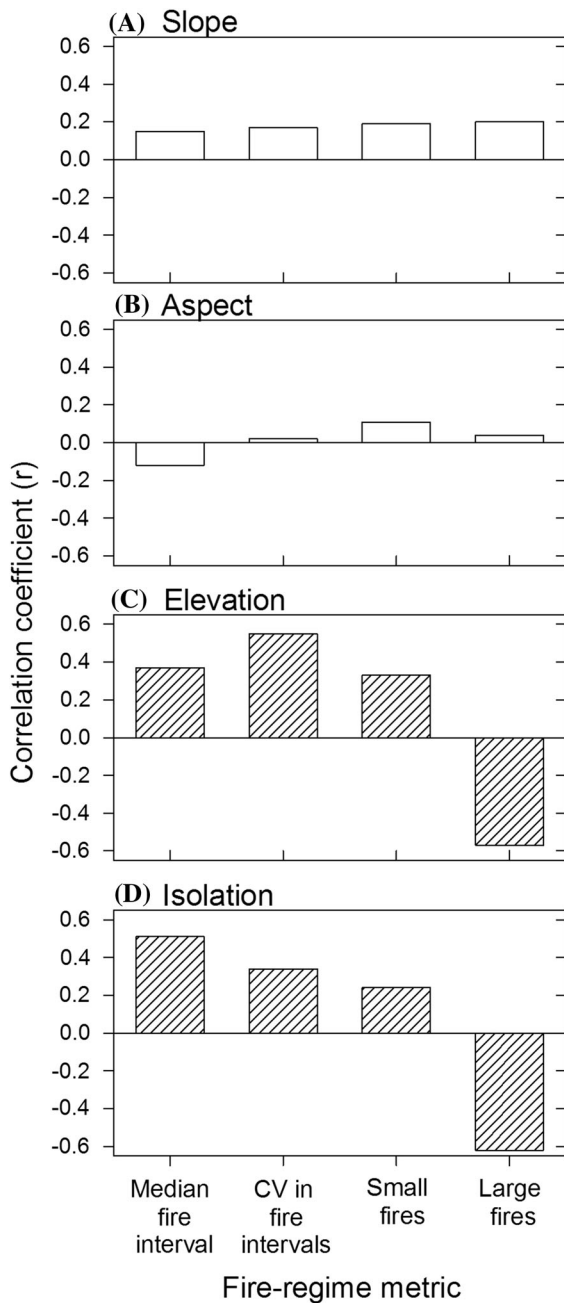 (A) Slope
0.6
0.4
0.2
0.0
-0.2
-0.4
-0.6
(B) Aspect
0.6
0.4
0.2
0.0
-0.2
-0.4
-0.6
(C) Elevation
0.6
0.4
0.2
0.0
-0.2
-0.4
-0.6
(D) Isolation
0.6
0.4
0.2
0.0
-0.2
-0.4
-0.6
Correlation coefficient (r)
Median
fire
interval
CV in
fire
intervals
Small
fires
Large
fires
Fire-regime metric